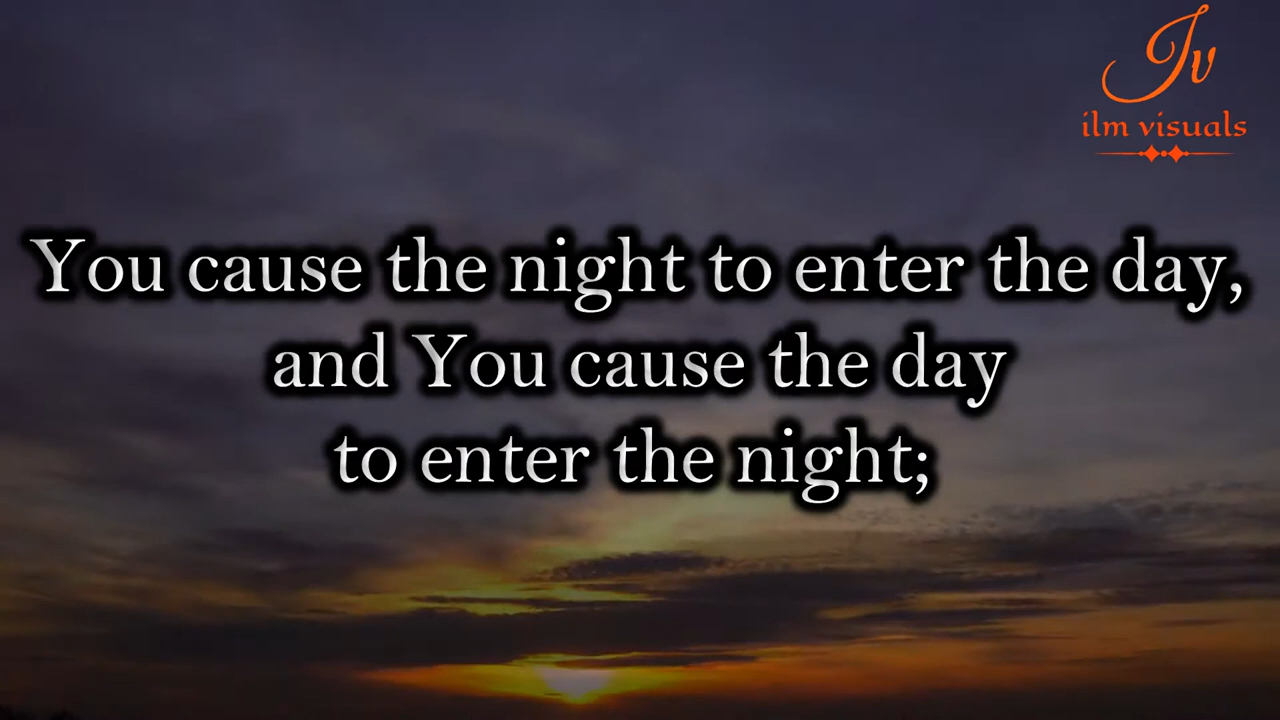 Iv
ilm visuals
You cause the night to enter the day,
and You cause the day
to enter the night;